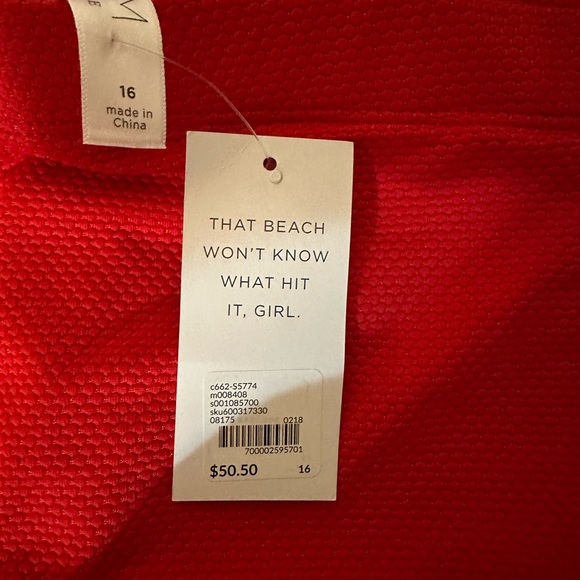 M
E
16
made in
China
THAT BEACH
WON'T KNOW
WHAT HIT
IT, GIRL.
c662-S5774
m008408
s001085700
sku600317330
08175 0218
700002595701
$50.50 16